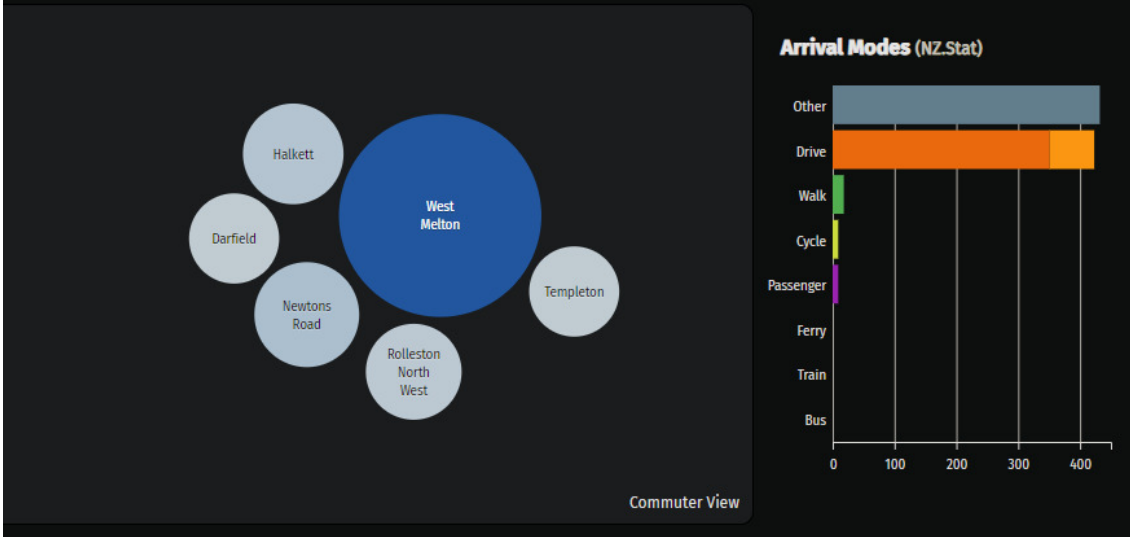 Halkett
West
Melton
Darfield
Newtons
Road
Templeton
Rolleston
North
West
Commuter View
Arrival Modes (NZ.Stat)
Other
Drive
Walk
Cycle
Passenger
Ferry
Train
Bus
0 100 200 300 400